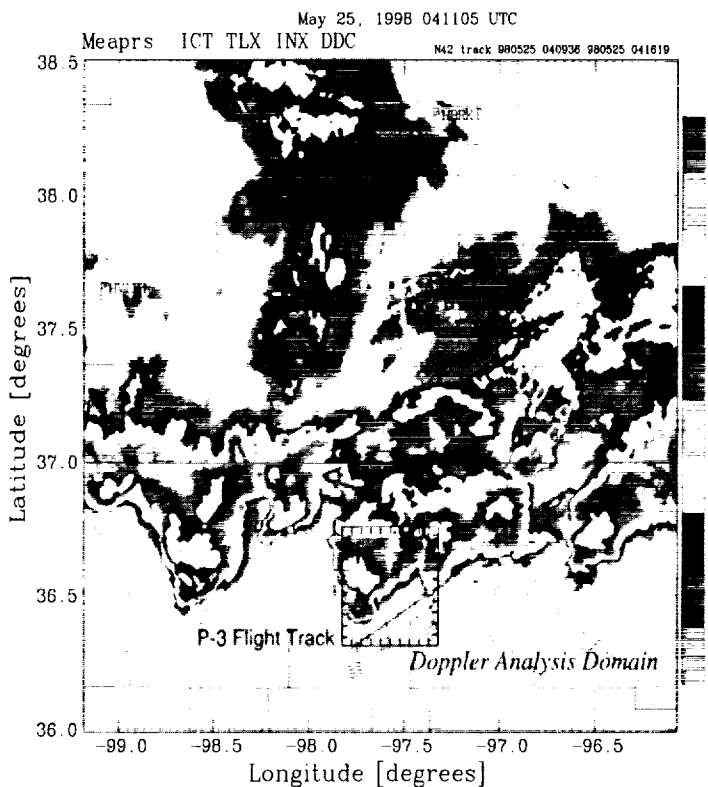 May 25, 1998 041105 UTC
Meaprs ICT TLX INX DDC
N42 track 980525 040936 980525 041619
38.5
38.0
37.5
37.0
36.5
36.0
Latitude [degrees]
P-3 Flight Track
Doppler Analysis Domain
-99.0 -98.5 -98.0 -97.5 -97.0 -96.5
Longitude [degrees]